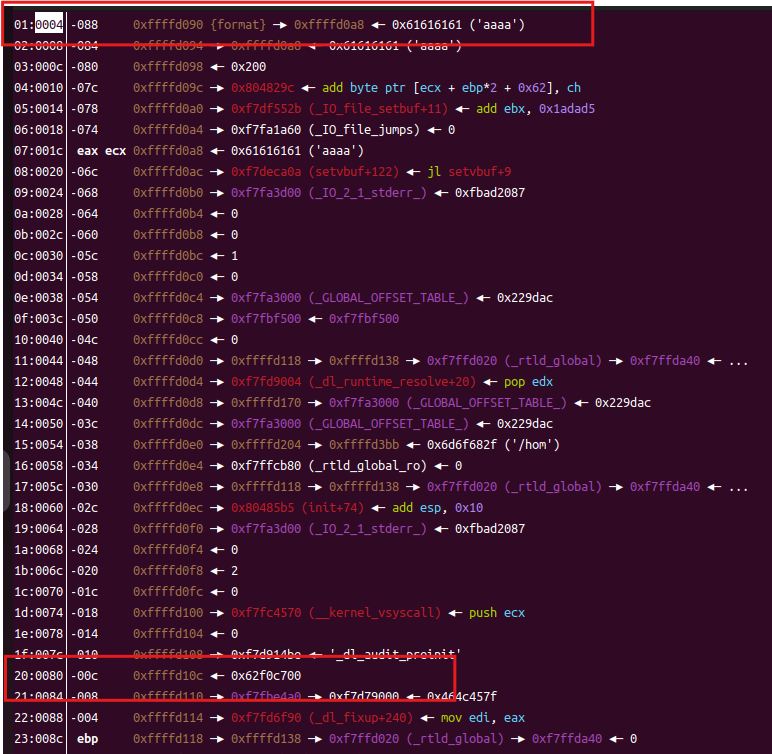 01:0004│-088 0xffffd090 {format} —▸ 0xffffd0a8 ◂— 0x61616161 ('aaaa')
02:0008│-084 0xffffd094 —▸ 0xffffd0a8 ◂— 0x61616161 ('aaaa')
03:000c│-080 0xffffd098 ◂— 0x200
04:0010│-07c 0xffffd09c —▸ 0x804829c ◂— add byte ptr [ecx + ebp*2 + 0x62], ch
05:0014│-078 0xffffd0a0 —▸ 0xf7df552b (_IO_file_setbuf+11) ◂— add ebx, 0x1adad5
06:0018│-074 0xffffd0a4 —▸ 0xf7fa1a60 (_IO_file_jumps) ◂— 0
07:001c│ eax ecx 0xffffd0a8 ◂— 0x61616161 ('aaaa')
08:0020│-06c 0xffffd0ac —▸ 0xf7deca0a (setvbuf+122) ◂— jl setvbuf+9
09:0024│-068 0xffffd0b0 —▸ 0xf7fa3d00 (_IO_2_1_stderr_) ◂— 0xfbad2087
0a:0028│-064 0xffffd0b4 ◂— 0
0b:002c│-060 0xffffd0b8 ◂— 0
0c:0030│-05c 0xffffd0bc ◂— 1
0d:0034│-058 0xffffd0c0 ◂— 0
0e:0038│-054 0xffffd0c4 —▸ 0xf7fa3000 (_GLOBAL_OFFSET_TABLE_) ◂— 0x229dac
0f:003c│-050 0xffffd0c8 —▸ 0xf7fbf500 ◂— 0xf7fbf500
10:0040│-04c 0xffffd0cc ◂— 0
11:0044│-048 0xffffd0d0 —▸ 0xffffd118 —▸ 0xffffd138 —▸ 0xf7ffd020 (_rtld_global) —▸ 0xf7ffda40 ◂— ...
12:0048│-044 0xffffd0d4 —▸ 0xf7fd9004 (_dl_runtime_resolve+20) ◂— pop edx
13:004c│-040 0xffffd0d8 —▸ 0xffffd170 —▸ 0xf7fa3000 (_GLOBAL_OFFSET_TABLE_) ◂— 0x229dac
14:0050│-03c 0xffffd0dc —▸ 0xf7fa3000 (_GLOBAL_OFFSET_TABLE_) ◂— 0x229dac
15:0054│-038 0xffffd0e0 —▸ 0xffffd204 —▸ 0xffffd3bb ◂— 0x6d6f682f ('/hom')
16:0058│-034 0xffffd0e4 —▸ 0xf7ffcb80 (_rtld_global_ro) ◂— 0
17:005c│-030 0xffffd0e8 —▸ 0xffffd118 —▸ 0xffffd138 —▸ 0xf7ffd020 (_rtld_global) —▸ 0xf7ffda40 ◂— ...
18:0060│-02c 0xffffd0ec —▸ 0x80485b5 (init+74) ◂— add esp, 0x10
19:0064│-028 0xffffd0f0 —▸ 0xf7fa3d00 (_IO_2_1_stderr_) ◂— 0xfbad2087
1a:0068│-024 0xffffd0f4 ◂— 0
1b:006c│-020 0xffffd0f8 ◂— 2
1c:0070│-01c 0xffffd0fc ◂— 0
1d:0074│-018 0xffffd100 —▸ 0xf7fc4570 (__kernel_vsyscall) ◂— push ecx
1e:0078│-014 0xffffd104 ◂— 0
1f:007c│-010 0xffffd108 —▸ 0xf7d914be ◂— '_dl_audit_preinit'
20:0080│-00c 0xffffd10c ◂— 0x62f0c700
21:0084│-008 0xffffd110 —▸ 0xf7fbe4a0 —▸ 0xf7d79000 ◂— 0x464c457f
22:0088│-004 0xffffd114 —▸ 0xf7fd6f90 (_dl_fixup+240) ◂— mov edi, eax
23:008c│ ebp 0xffffd118 —▸ 0xffffd138 —▸ 0xf7ffd020 (_rtld_global) —▸ 0xf7ffda40 ◂— 0